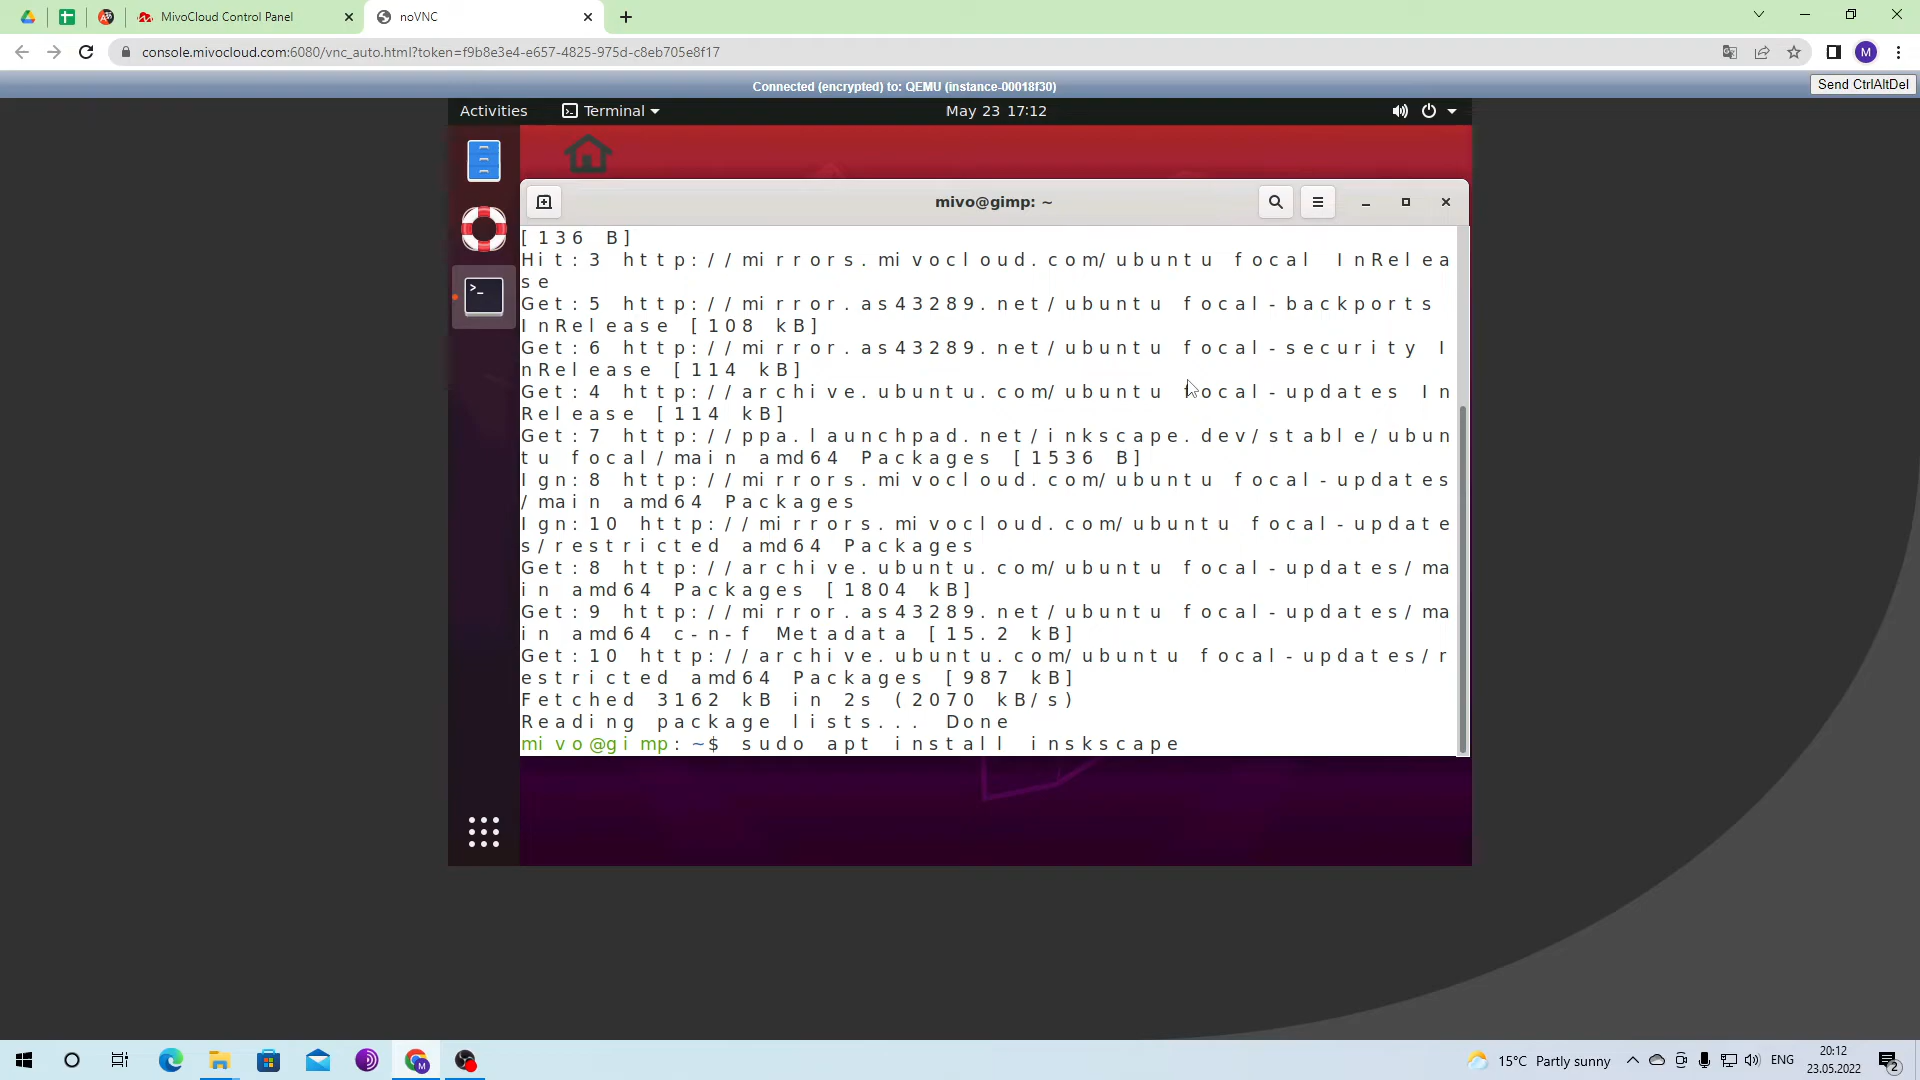 MivoCloud Control Panel
noVNC
console.mivocloud.com:6080/vnc_auto.html?token=f9b8e3e4-e657-4825-975d-c8eb705e8f17
M
Connected (encrypted) to: QEMU (instance-00018f30)
Send CtrlAltDel
Activities
Terminal
May 23 17:12
mivo@gimp: ~
[136 B]
Hit:3 http://mirrors.mivocloud.com/ubuntu focal InRelea
se
Get:5 http://mirror.as43289.net/ubuntu focal-backports
InRelease [108 kB]
Get:6 http://mirror.as43289.net/ubuntu focal-security I
nRelease [114 kB]
Get:4 http://archive.ubuntu.com/ubuntu focal-updates In
Release [114 kB]
Get:7 http://ppa.launchpad.net/inkscape.dev/stable/ubun
tu focal/main amd64 Packages [1536 B]
Ign:8 http://mirrors.mivocloud.com/ubuntu focal-updates
/main amd64 Packages
Ign:10 http://mirrors.mivocloud.com/ubuntu focal-update
s/restricted amd64 Packages
Get:8 http://archive.ubuntu.com/ubuntu focal-updates/ma
in amd64 Packages [1804 kB]
Get:9 http://mirror.as43289.net/ubuntu focal-updates/ma
in amd64 c-n-f Metadata [15.2 kB]
Get:10 http://archive.ubuntu.com/ubuntu focal-updates/r
estricted amd64 Packages [987 kB]
Fetched 3162 kB in 2s (2070 kB/s)
Reading package lists... Done
mivo@gimp:~$ sudo apt install inskscape
15°C Partly sunny
ENG
20:12
23.05.2022
2